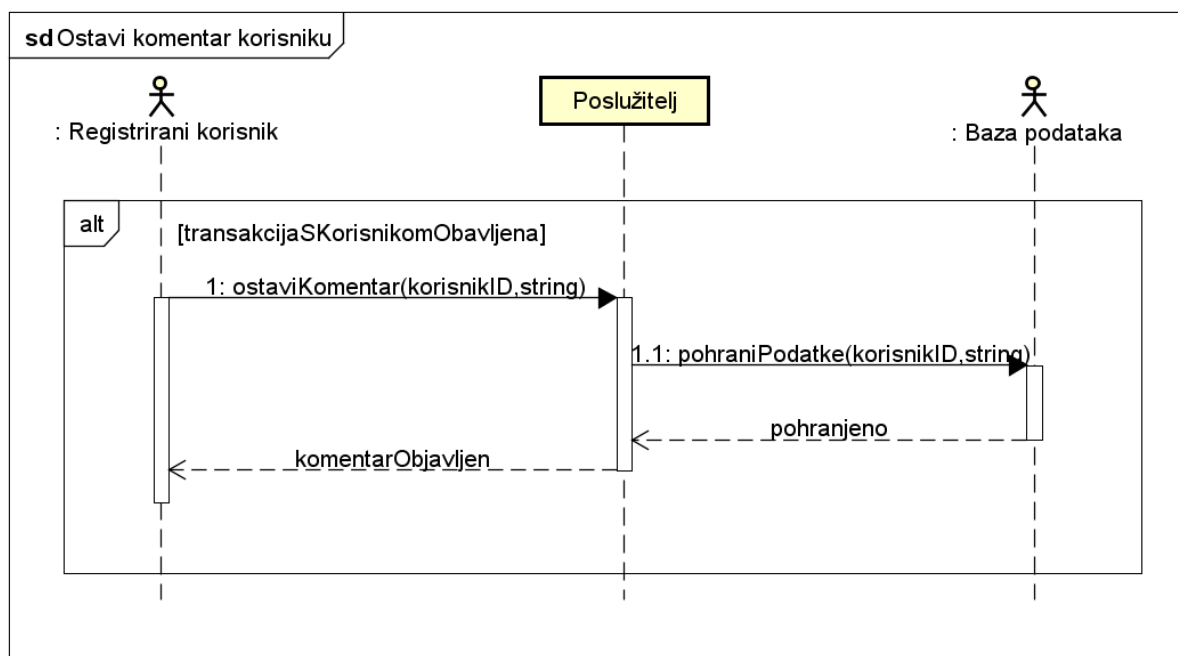 sd Ostavi komentar korisniku
: Registrirani korisnik
Poslužitelj
: Baza podataka
alt
[transakcijaSKorisnikomObavljena]
1: ostaviKomentar(korisnikID,string)
1.1: pohraniPodatke(korisnikID,string)
pohranjeno
komentarObjavljen